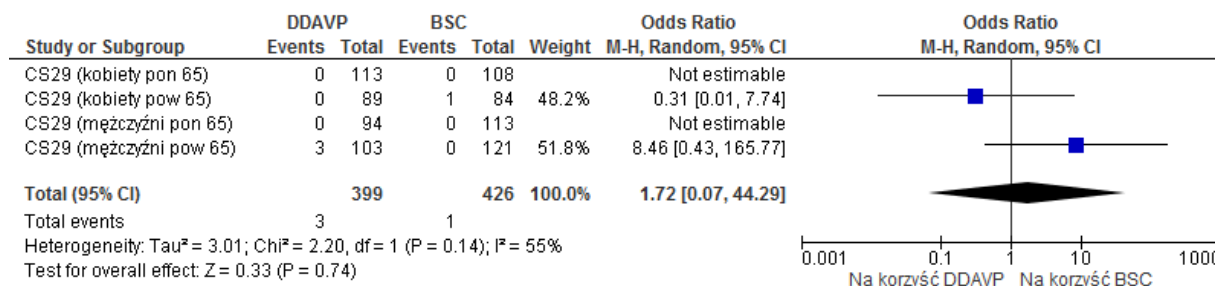 DDAVP BSC Odds Ratio Odds Ratio
Study or Subgroup Events Total Events Total Weight M-H, Random, 95% CI M-H, Random, 95% CI
CS29 (kobiety pon 65) 0 113 0 108 Not estimable
CS29 (kobiety pow 65) 0 89 1 84 48.2% 0.31 [0.01, 7.74]
CS29 (mężczyźni pon 65) 0 94 0 113 Not estimable
CS29 (mężczyźni pow 65) 3 103 0 121 51.8% 8.46 [0.43, 165.77]
Total (95% CI) 399 426 100.0% 1.72 [0.07, 44.29]
Total events 3 1
Heterogeneity: Tau² = 3.01; Chi² = 2.20, df = 1 (P = 0.14); I² = 55%
Test for overall effect: Z = 0.33 (P = 0.74)
0.001 0.1 1 10 1000
Na korzyść DDAVP Na korzyść BSC